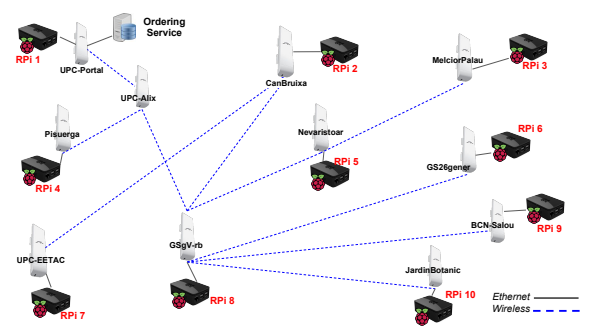 Ordering
Service
RPi 1
UPC-Portal
UPC-Alix
CanBruixa
RPi 2
MelciorPalau
RPi 3
Pisuerga
RPi 4
Nevaristoar
RPi 5
RPi 6
GS26gener
UPC-EETAC
RPi 7
GSgV-rb
RPi 8
BCN-Salou
RPi 9
JardinBotanic
RPi 10
Ethernet
Wireless